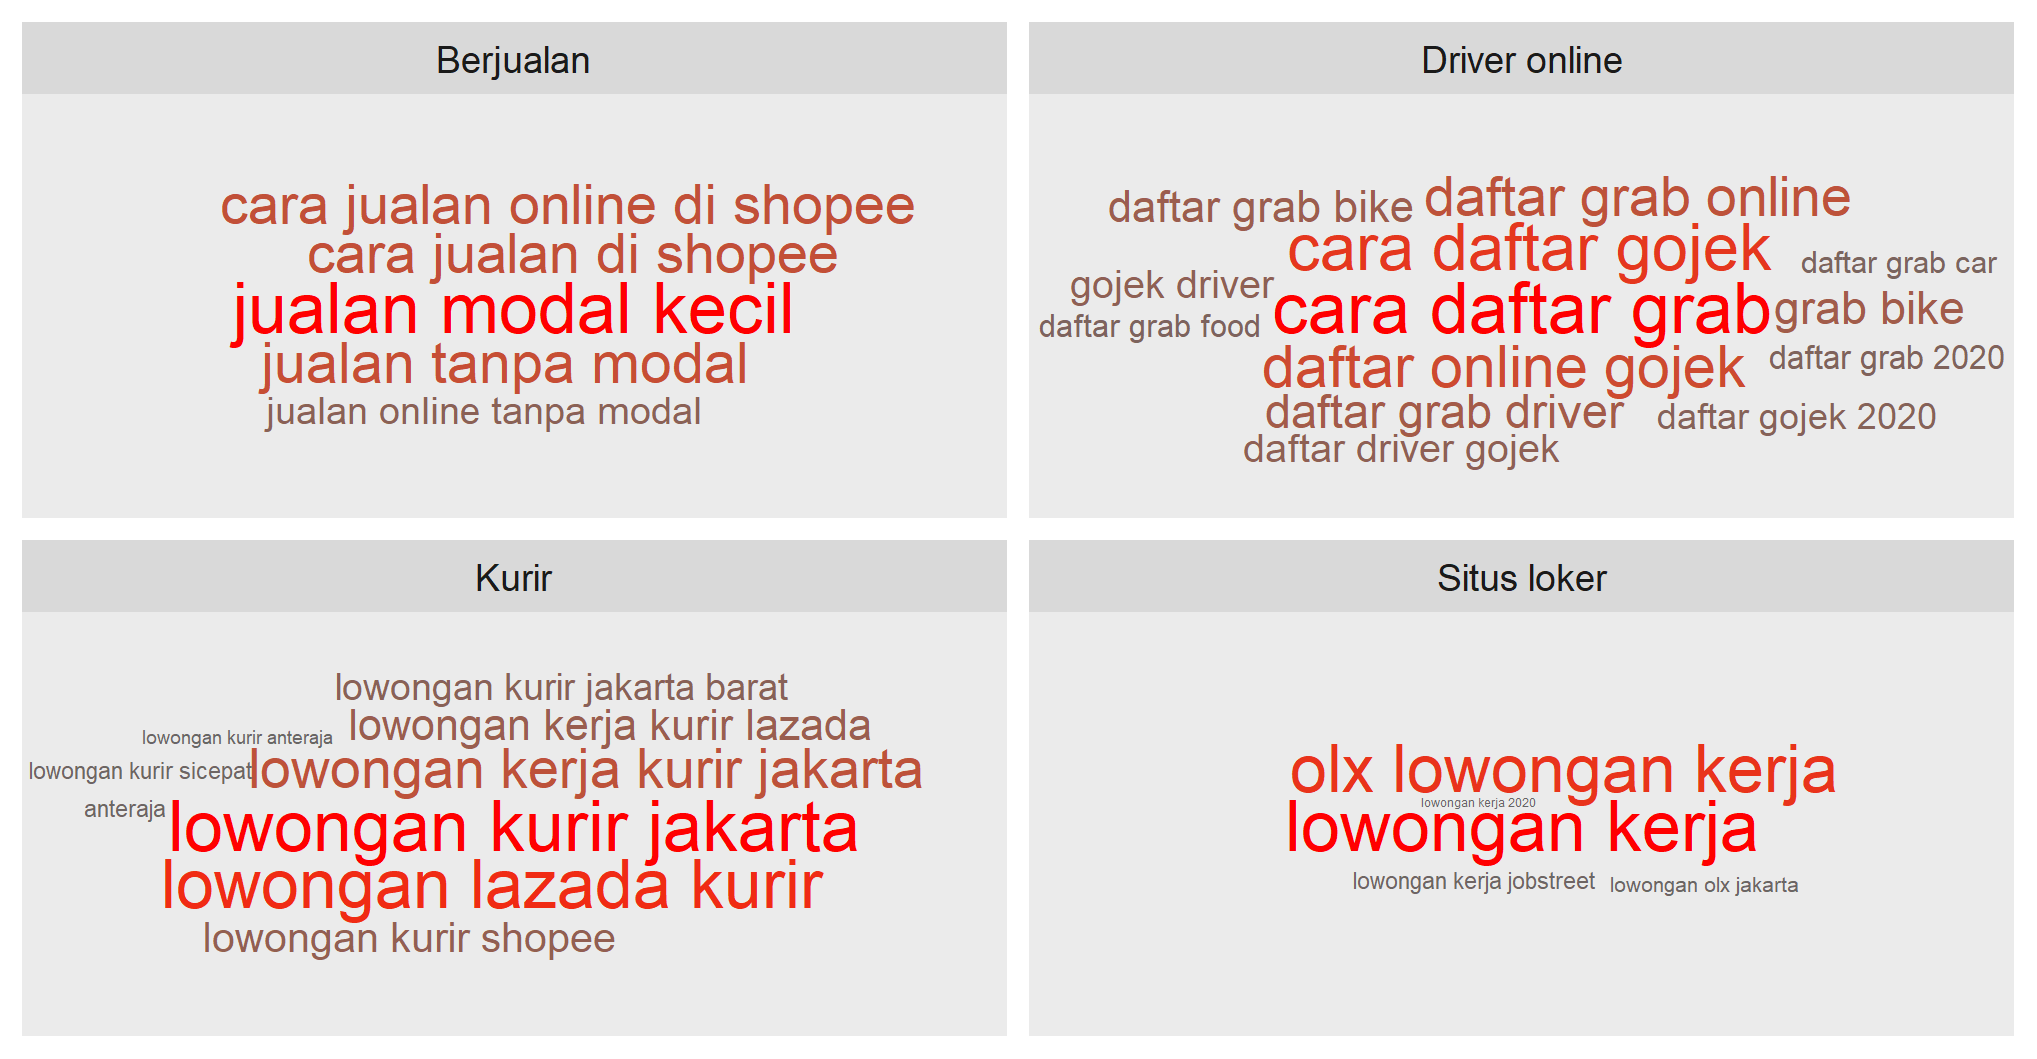 Berjualan
cara jualan online di shopee
cara jualan di shopee
jualan modal kecil
jualan tanpa modal
jualan online tanpa modal
Driver online
daftar grab bike
daftar grab online
cara daftar gojek
daftar grab car
gojek driver
cara daftar grab
grab bike
daftar grab food
daftar online gojek
daftar grab 2020
daftar grab driver
daftar gojek 2020
daftar driver gojek
Kurir
lowongan kurir jakarta barat
lowongan kerja kurir lazada
lowongan kurir anteraja
lowongan kurir sicepat
lowongan kerja kurir jakarta
anteraja
lowongan kurir jakarta
lowongan lazada kurir
lowongan kurir shopee
Situs loker
olx lowongan kerja
lowongan kerja 2020
lowongan kerja
lowongan kerja jobstreet
lowongan olx jakarta